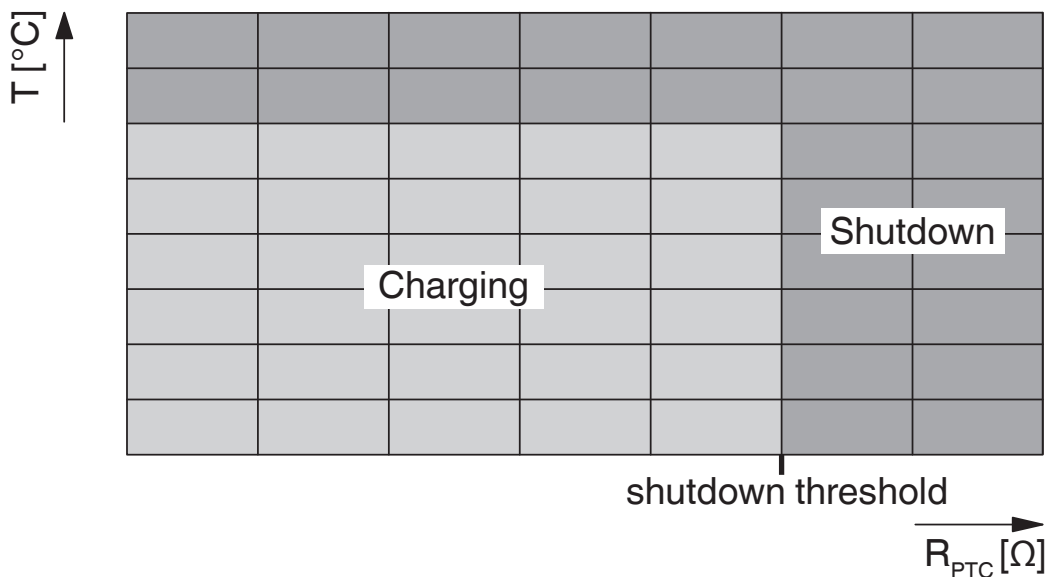 T [°C]
Shutdown
Charging
shutdown threshold
R_PTC [Ω]